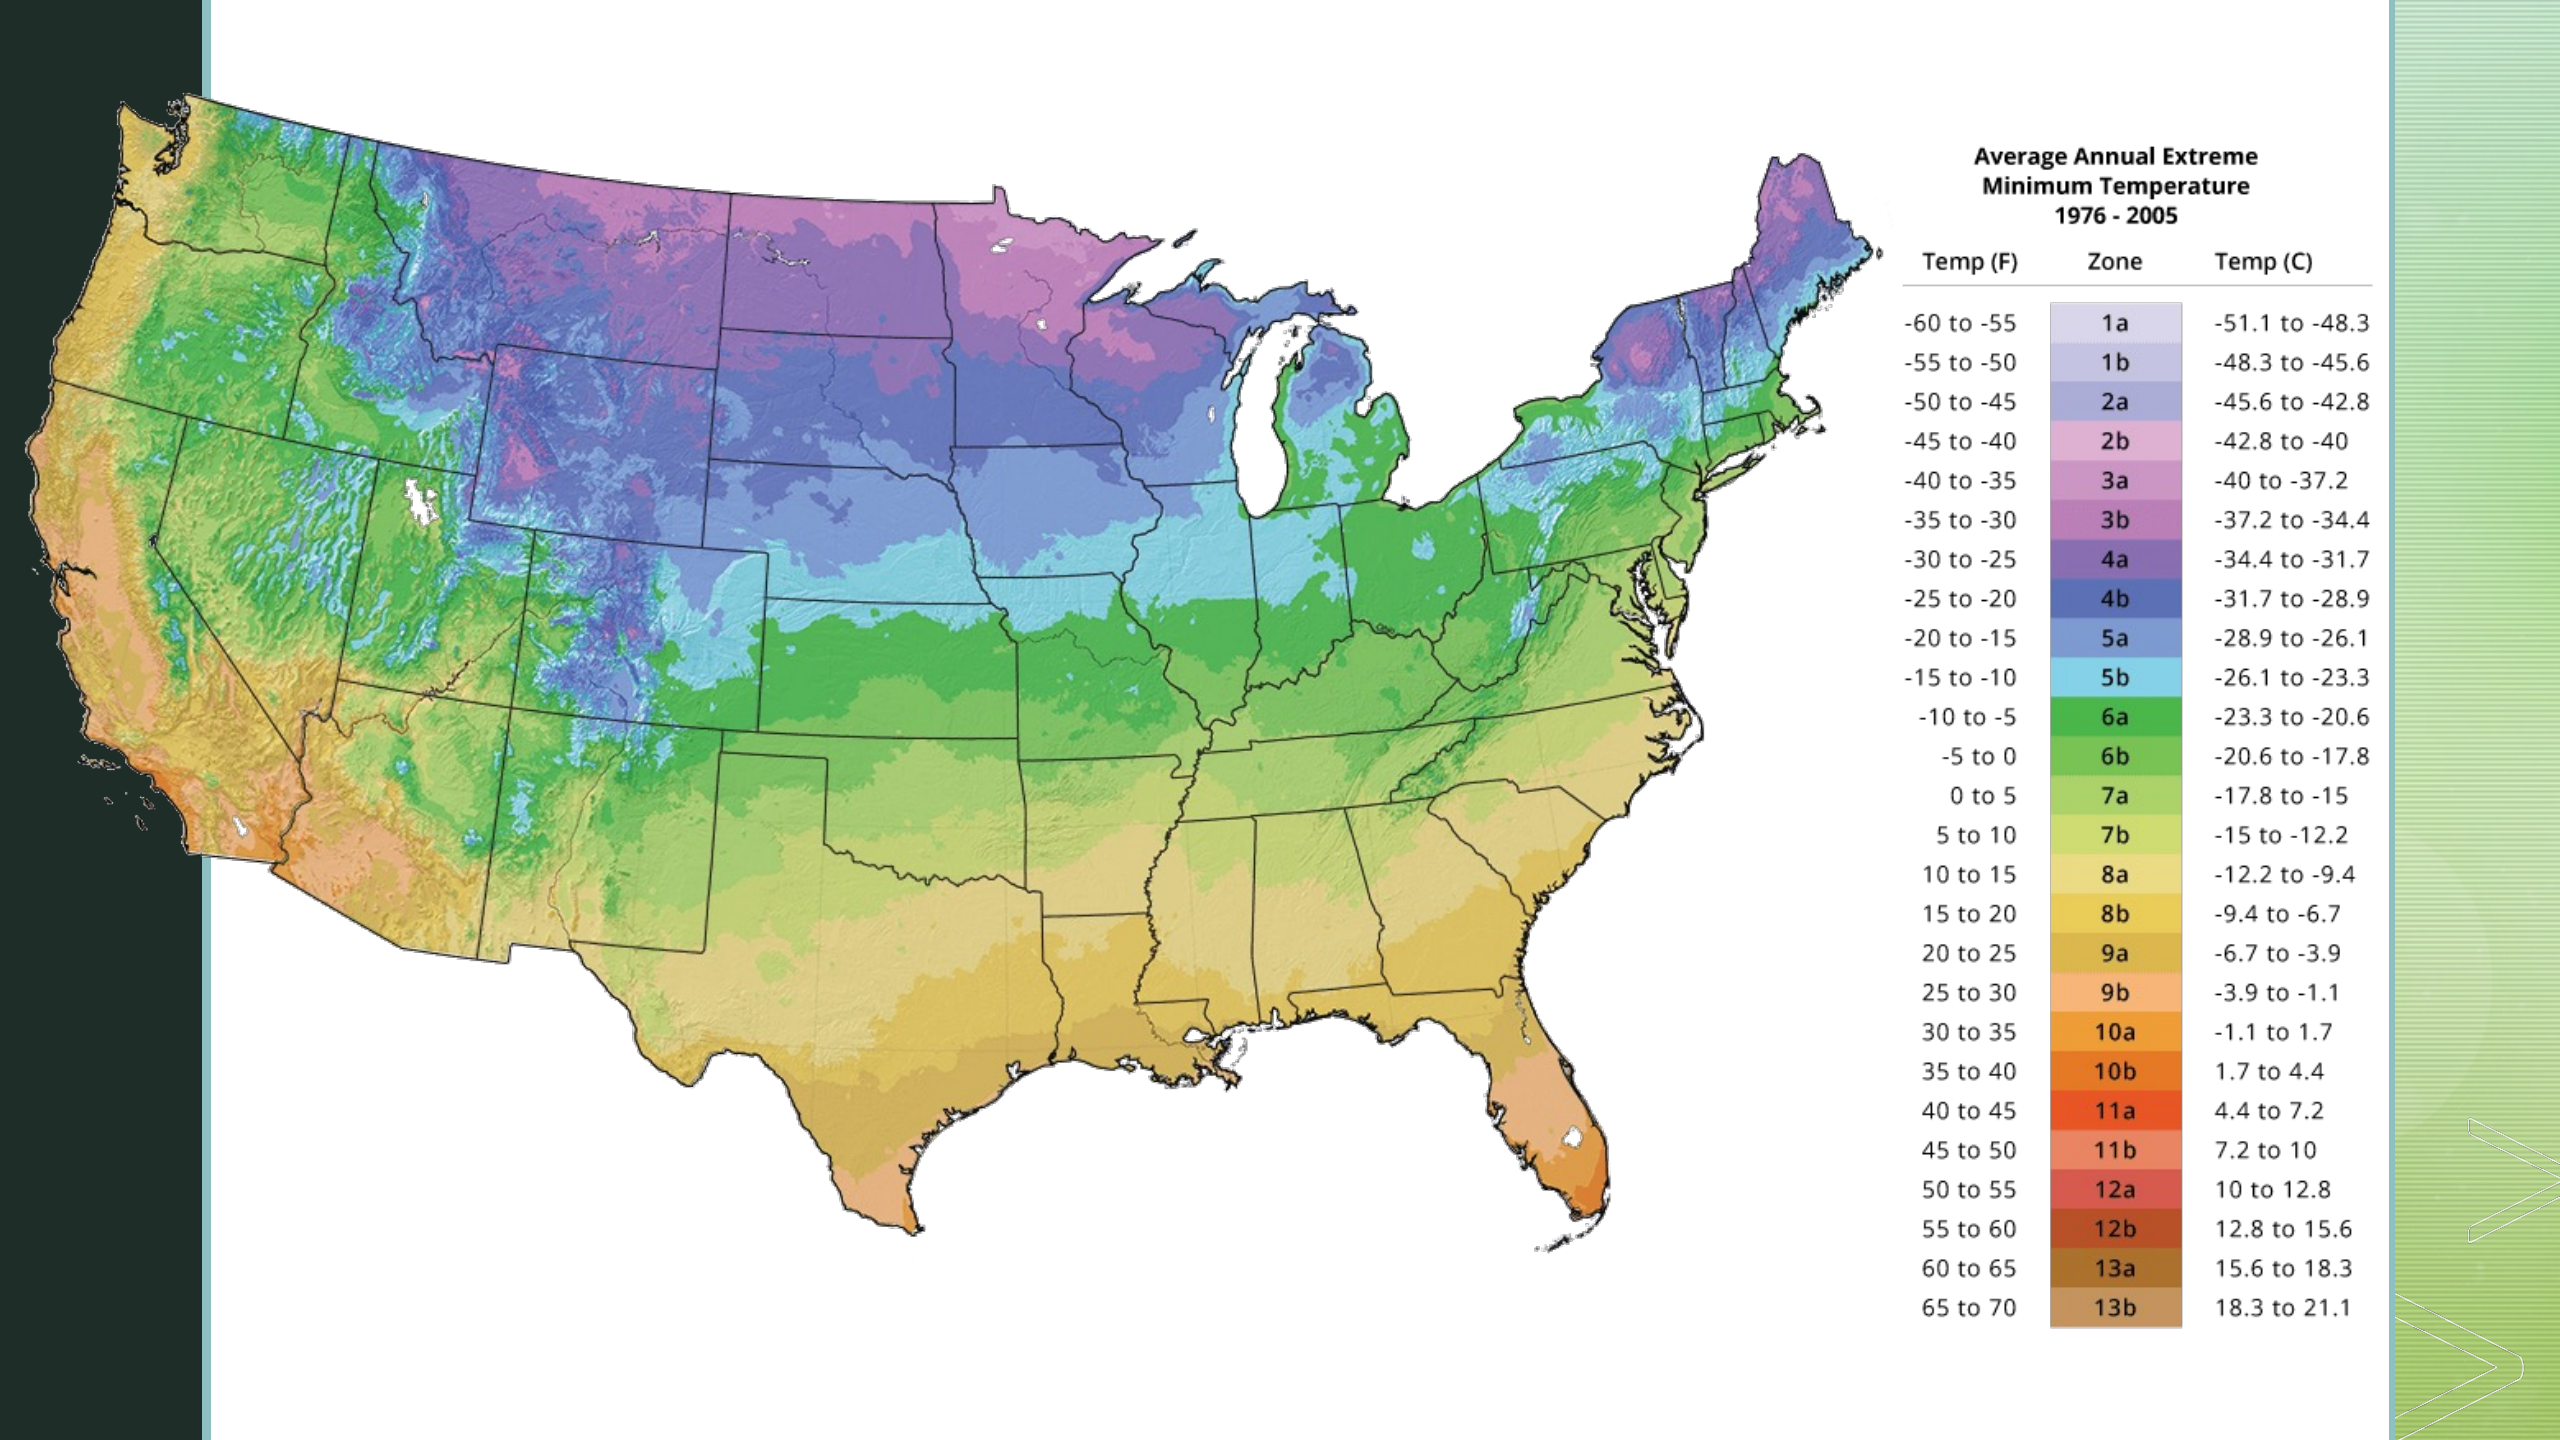 Average Annual Extreme
Minimum Temperature
1976 - 2005
Temp (F) Zone Temp (C)
-60 to -55 1a -51.1 to -48.3
-55 to -50 1b -48.3 to -45.6
-50 to -45 2a -45.6 to -42.8
-45 to -40 2b -42.8 to -40
-40 to -35 3a -40 to -37.2
-35 to -30 3b -37.2 to -34.4
-30 to -25 4a -34.4 to -31.7
-25 to -20 4b -31.7 to -28.9
-20 to -15 5a -28.9 to -26.1
-15 to -10 5b -26.1 to -23.3
-10 to -5 6a -23.3 to -20.6
-5 to 0 6b -20.6 to -17.8
0 to 5 7a -17.8 to -15
5 to 10 7b -15 to -12.2
10 to 15 8a -12.2 to -9.4
15 to 20 8b -9.4 to -6.7
20 to 25 9a -6.7 to -3.9
25 to 30 9b -3.9 to -1.1
30 to 35 10a -1.1 to 1.7
35 to 40 10b 1.7 to 4.4
40 to 45 11a 4.4 to 7.2
45 to 50 11b 7.2 to 10
50 to 55 12a 10 to 12.8
55 to 60 12b 12.8 to 15.6
60 to 65 13a 15.6 to 18.3
65 to 70 13b 18.3 to 21.1